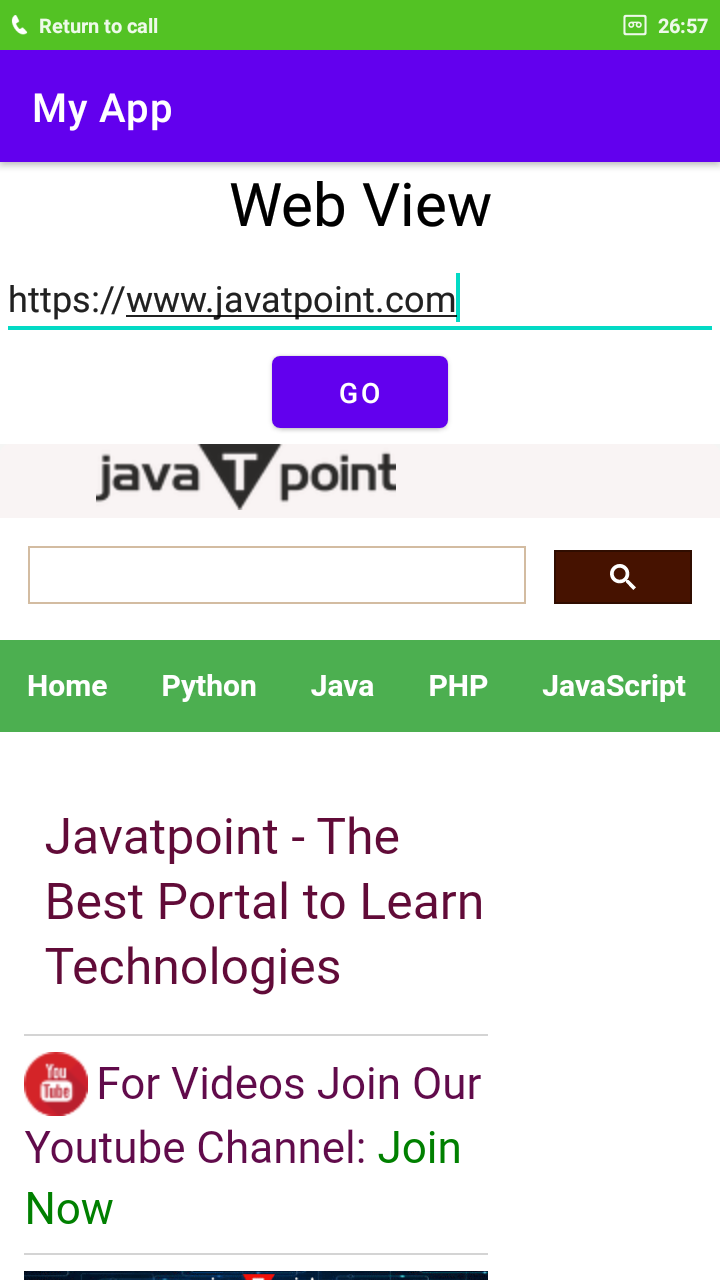 Return to call 26:57
My App
Web View
https://www.javatpoint.com
GO
java T point
Home Python Java PHP JavaScript
Javatpoint - The
Best Portal to Learn
Technologies
You
Tube
For Videos Join Our
Youtube Channel: Join
Now